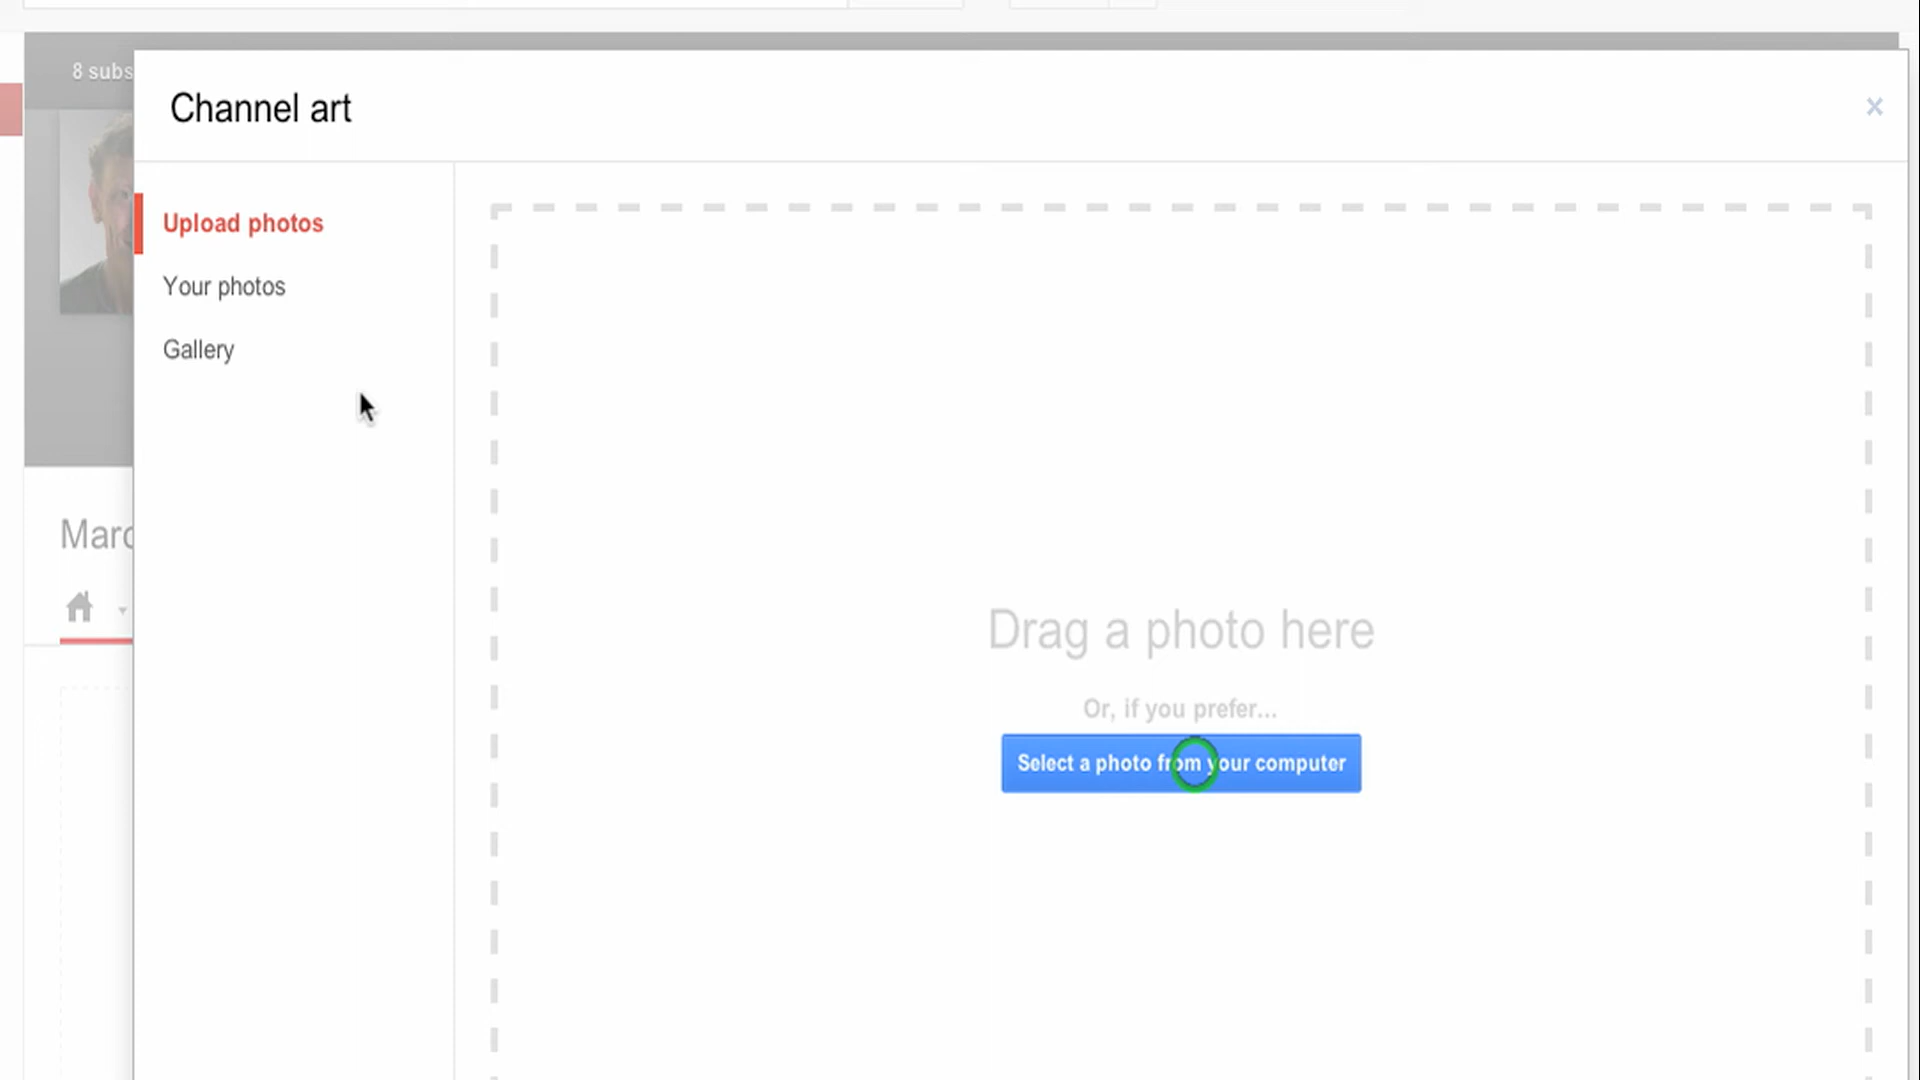 8 subs
Channel art
×
Upload photos
Your photos
Gallery
Marc
Drag a photo here
Or, if you prefer...
Select a photo from your computer